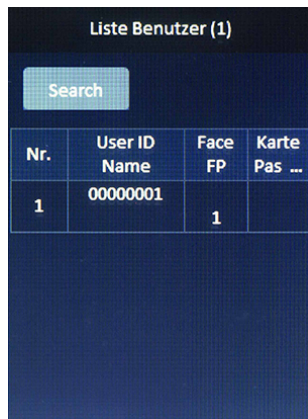 Liste Benutzer (1)
Search
Nr. User ID Name Face FP Karte Pas ...
1 00000001 1